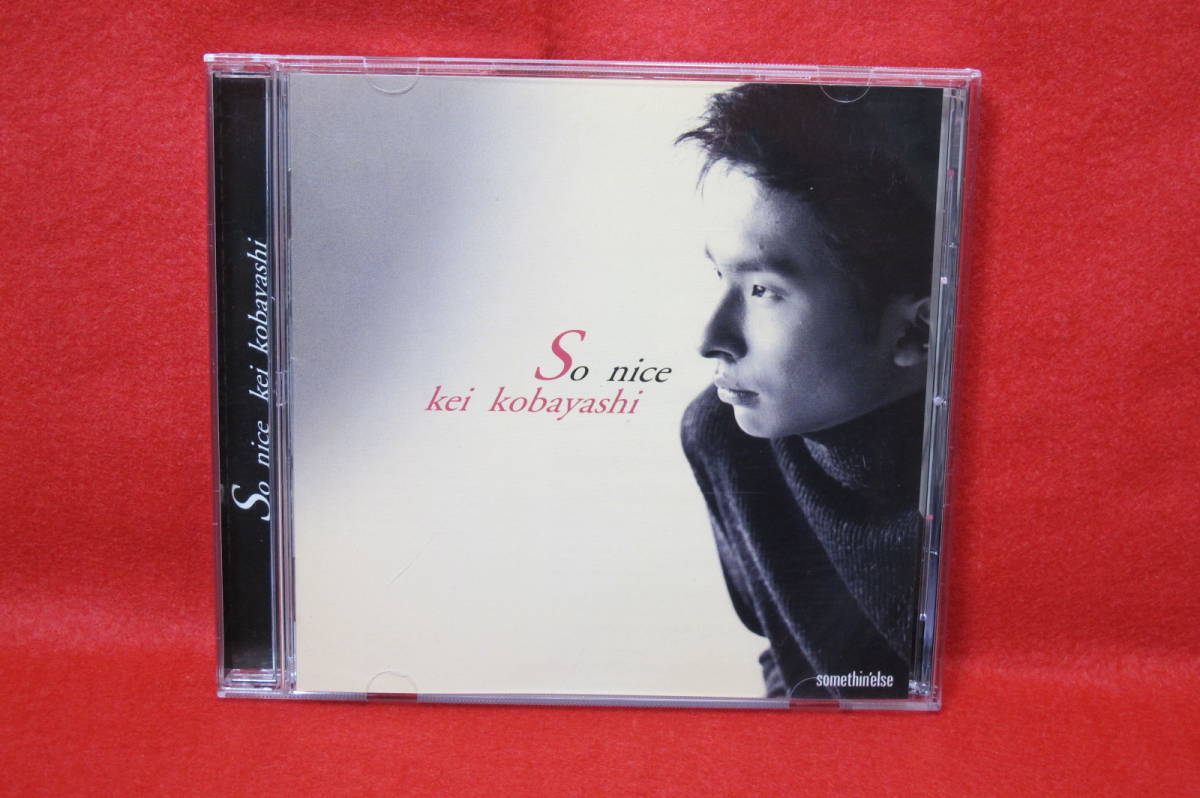 So nice kei kobayashi
So nice
kei kobayashi
somethin'else